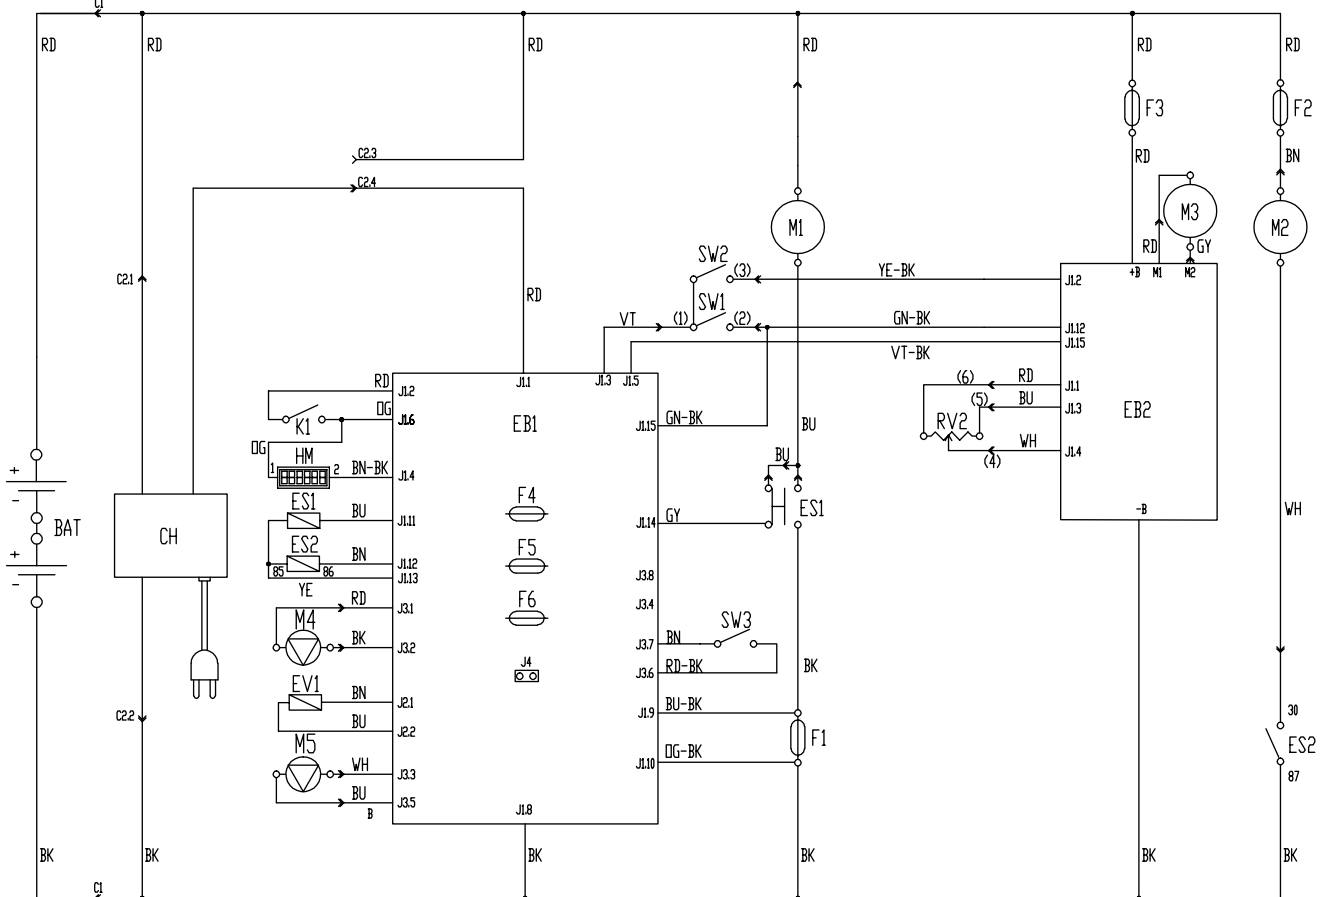 C1
RD RD RD RD RD RD
F3 F2
C2.3
RD BN
C2.4
M3
M1 M2
RD GY
SW2
C2.1 (3) YE-BK +B M1 M2
J1.2
RD SW1
VT (1) (2) GN-BK
J1.12
VT-BK J1.15
RD J1.1 J1.3 J1.5
J1.2 (6) RD J1.1
OG J1.6 EB1 GN-BK (5) BU J1.3 EB2
K1 J1.15 BU RV2
OG WH J1.4
HM (4)
1 2 BN-BK J1.4 BU
+
- ES1 F4 ES1 -B WH
BAT CH BU J1.11 GY J1.14
+ ES2 F5
- BN J1.12
85 86 J1.13 J3.8
YE RD F6 J3.4
M4 J3.1 SW3
BK J3.2 BN J3.7
J4 RD-BK J3.6 BK
EV1 BN J2.1 BU-BK J1.9
C2.2 BU J2.2 30
M5 F1 ES2
WH J3.3 OG-BK J1.10 87
BU J3.5
B J1.8
BK BK BK BK BK BK
C1